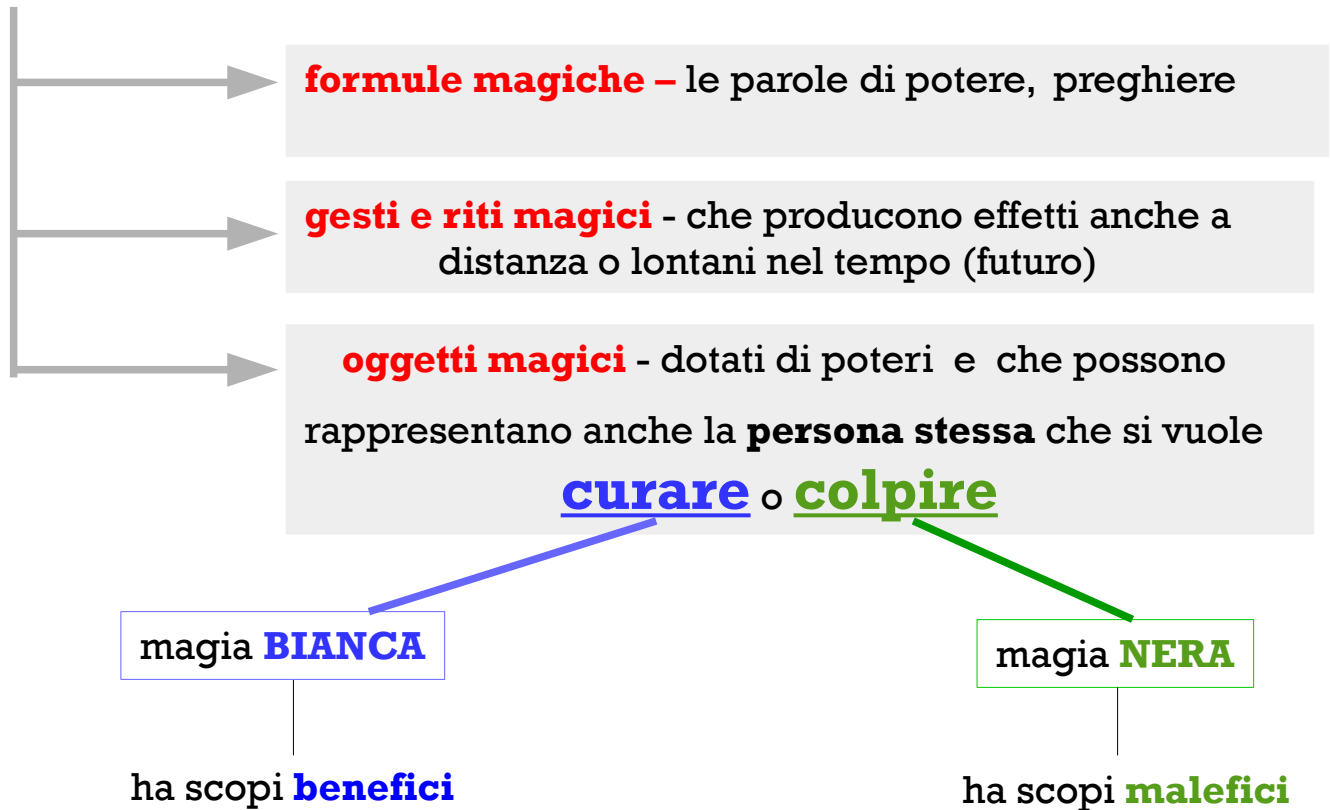 formule magiche – le parole di potere, preghiere
gesti e riti magici - che producono effetti anche a
distanza o lontani nel tempo (futuro)
oggetti magici - dotati di poteri e che possono
rappresentano anche la persona stessa che si vuole
curare o colpire
magia BIANCA
magia NERA
ha scopi benefici
ha scopi malefici